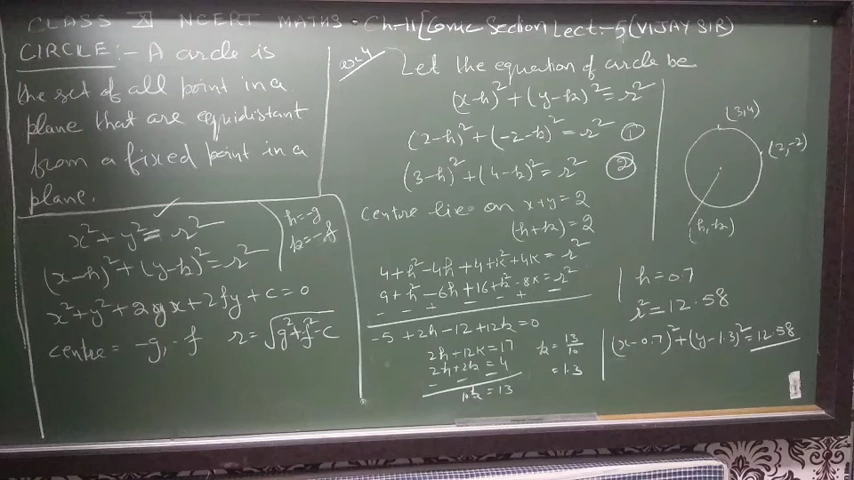 CLASS XI NCERT MATHS - Ch-11 [Conic Section Lect-5 (VIJAY SIR)
CIRCLE:- A circle is
the set of all point in a
plane that are equidistant
from a fixed point in a
plane.
x² + y² = r²
(x-h)² + (y-k)² = r²
x² + y² + 2gx + 2fy + c = 0
centre = -g, -f r = √g²+f²-c
h = -g
k = -f
Let the equation of circle be
(x-h)² + (y-k)² = r²
(2-h)² + (-2-k)² = r² ①
(3-h)² + (4-k)² = r² ②
centre lie on x+y = 2
(h+k) = 2
4 + h² - 4h + 4 + k² + 4k = r²
9 + h² - 6h + 16 + k² - 8k = r²
- - + - - + -
-5 + 2h - 12 + 12k = 0
2h + 12k = 17
2h + 2k = 4
- - -
10k = 13
k = 13/10
= 1.3
(3,4)
(2,-2)
(h,k)
h = 0.7
r² = 12.58
(x-0.7)² + (y-1.3)² = 12.58